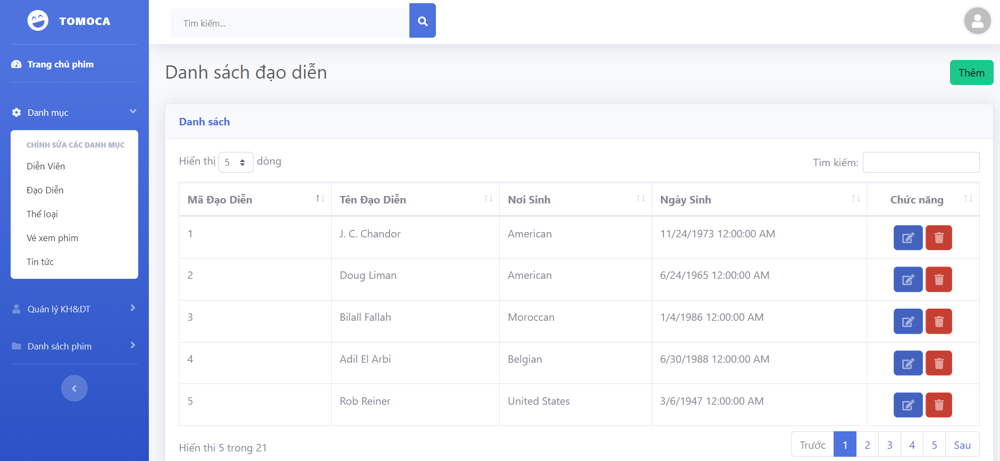 TOMOCA
Tìm kiếm...
Trang chủ phim
Danh mục
CHỈNH SỬA CÁC DANH MỤC
Diễn Viên
Đạo Diễn
Thể loại
Vé xem phim
Tin tức
Quản lý KH&DT
Danh sách phim
Danh sách đạo diễn
Thêm
Danh sách
Hiển thị 5 dòng
Tìm kiếm:
Mã Đạo Diễn Tên Đạo Diễn Nơi Sinh Ngày Sinh Chức năng
1 J. C. Chandor American 11/24/1973 12:00:00 AM
2 Doug Liman American 6/24/1965 12:00:00 AM
3 Bilall Fallah Moroccan 1/4/1986 12:00:00 AM
4 Adil El Arbi Belgian 6/30/1988 12:00:00 AM
5 Rob Reiner United States 3/6/1947 12:00:00 AM
Hiển thi 5 trong 21
Trước 1 2 3 4 5 Sau